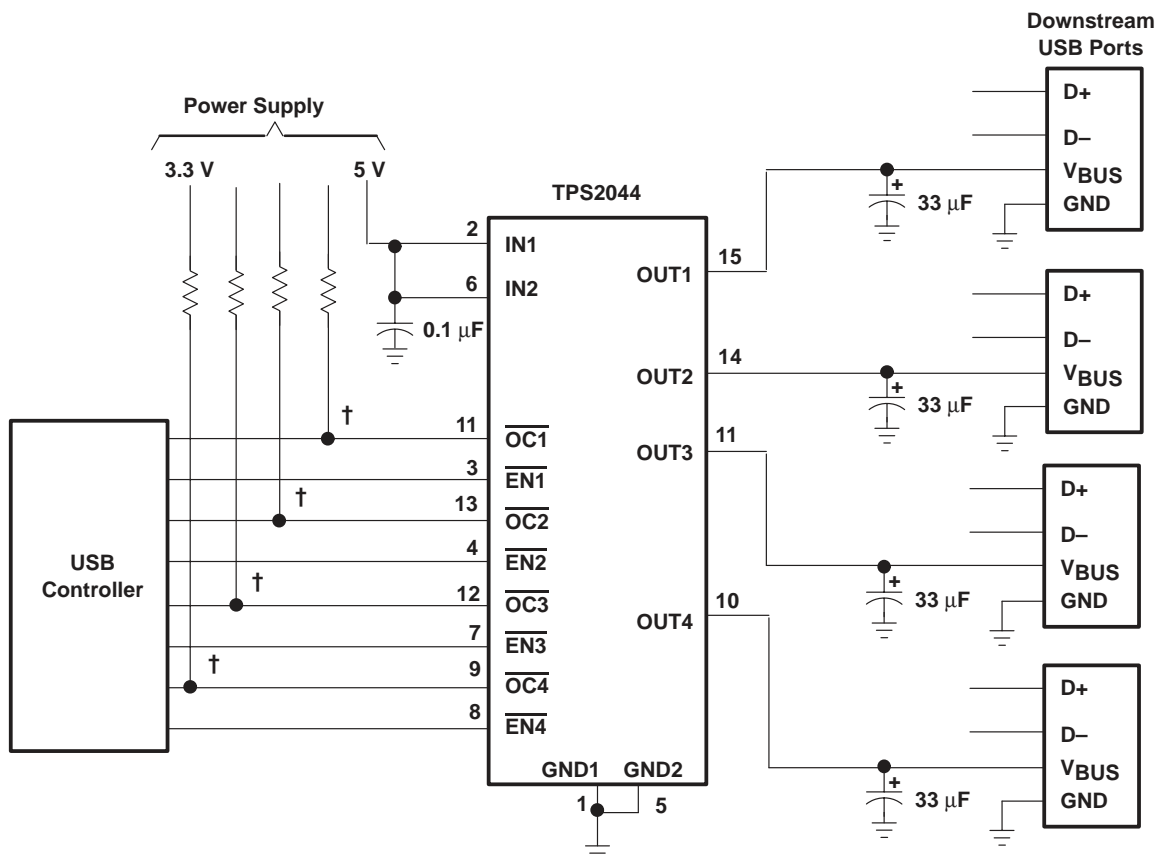 Downstream
USB Ports
D+
D–
VBUS
GND
33 μF
+
Power Supply
3.3 V
5 V
TPS2044
2
IN1
6
IN2
0.1 μF
15
OUT1
D+
D–
VBUS
GND
33 μF
+
14
OUT2
USB
Controller
†
11
OC1
3
EN1
†
13
OC2
4
EN2
†
12
OC3
7
EN3
†
9
OC4
8
EN4
11
OUT3
D+
D–
VBUS
GND
33 μF
+
10
OUT4
D+
D–
VBUS
GND
33 μF
+
GND1
GND2
1
5